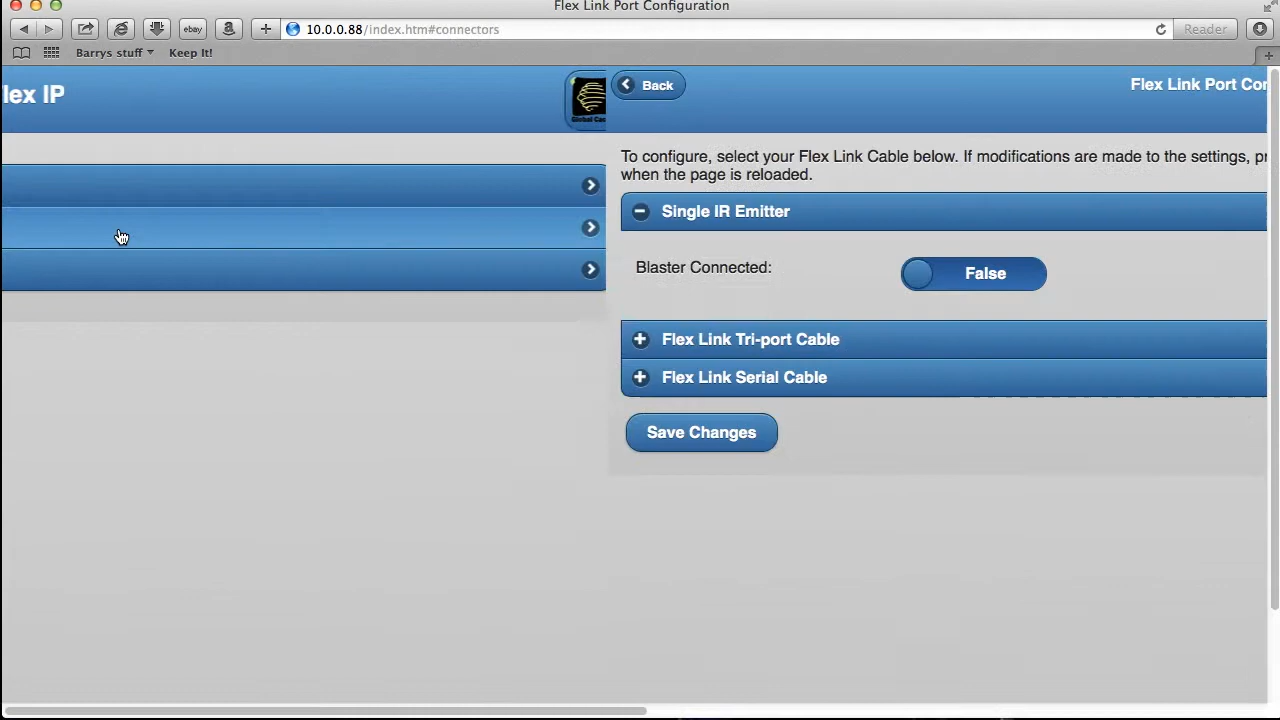 Flex Link Port Configuration
ebay
a
10.0.0.88/index.htm#connectors
Reader
Barrys stuff
Keep It!
lex IP
Global Cac
Back
Flex Link Port Cor
To configure, select your Flex Link Cable below. If modifications are made to the settings, pr
when the page is reloaded.
Single IR Emitter
Blaster Connected:
False
Flex Link Tri-port Cable
Flex Link Serial Cable
Save Changes